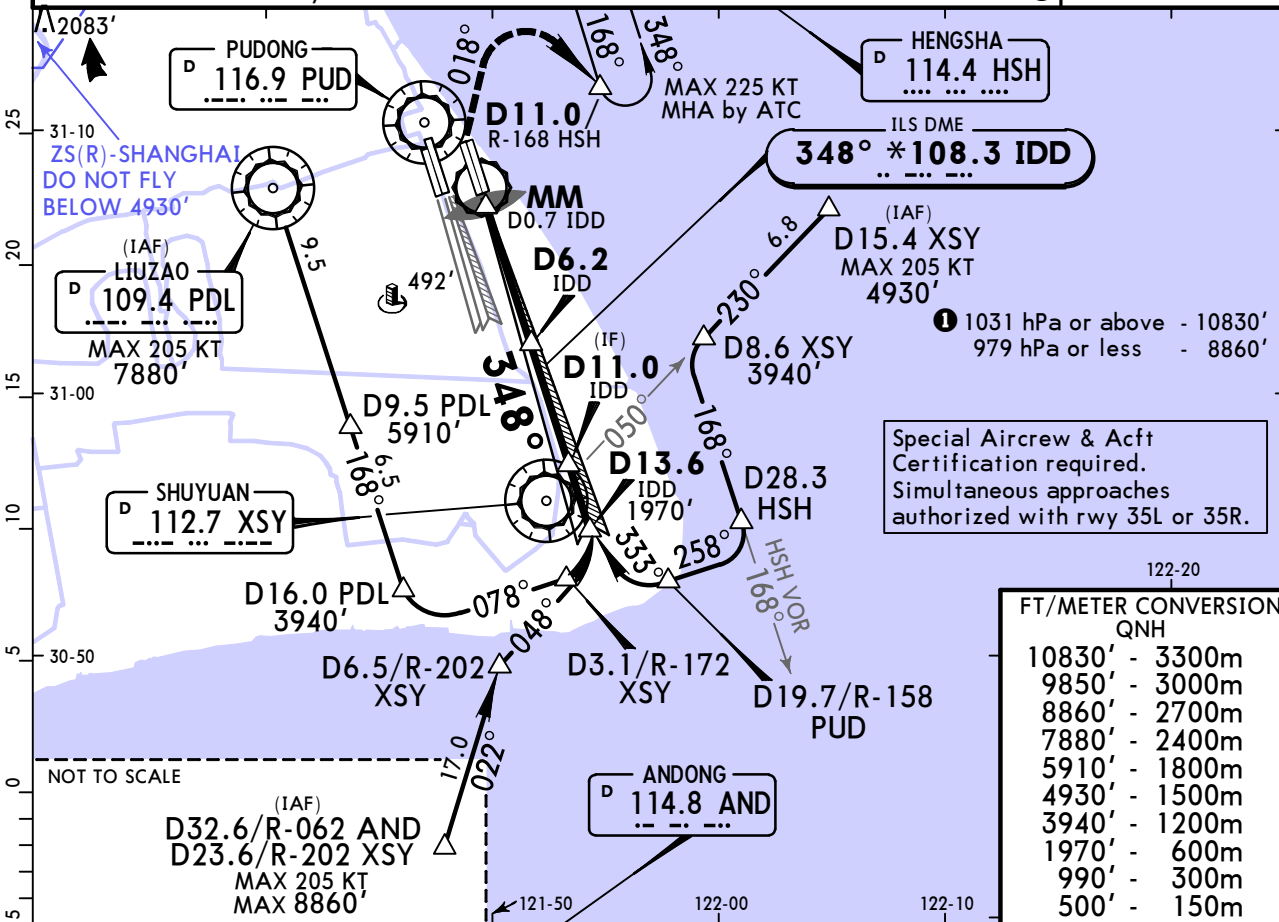 2083'
PUDONG
D 116.9 PUD
018°
168°
348°
MAX 225 KT
MHA by ATC
HENGSHA
D 114.4 HSH
D11.0/
R-168 HSH
ILS DME
348° *108.3 IDD
25
31-10
ZS(R)-SHANGHAI
DO NOT FLY
BELOW 4930'
MM
D0.7 IDD
(IAF)
LIUZAO
D 109.4 PDL
MAX 205 KT
7880'
9.5
492'
D6.2
IDD
6.8
(IAF)
D15.4 XSY
MAX 205 KT
4930'
230°
20
❶ 1031 hPa or above - 10830'
979 hPa or less - 8860'
D8.6 XSY
3940'
(IF)
D11.0
IDD
348°
050°
15
31-00
D9.5 PDL
5910'
6.5
168°
168°
D13.6
IDD
1970'
D28.3
HSH
Special Aircrew & Acft
Certification required.
Simultaneous approaches
authorized with rwy 35L or 35R.
SHUYUAN
D 112.7 XSY
10
333°
258°
HSH VOR
168°
D16.0 PDL
3940'
078°
048°
122-20
5
30-50
D6.5/R-202
XSY
D3.1/R-172
XSY
D19.7/R-158
PUD
FT/METER CONVERSION
QNH
10830' - 3300m
9850' - 3000m
8860' - 2700m
7880' - 2400m
5910' - 1800m
4930' - 1500m
3940' - 1200m
1970' - 600m
990' - 300m
500' - 150m
17.0
022°
NOT TO SCALE
0
(IAF)
D32.6/R-062 AND
D23.6/R-202 XSY
MAX 205 KT
MAX 8860'
ANDONG
D 114.8 AND
5
121-50
122-00
122-10